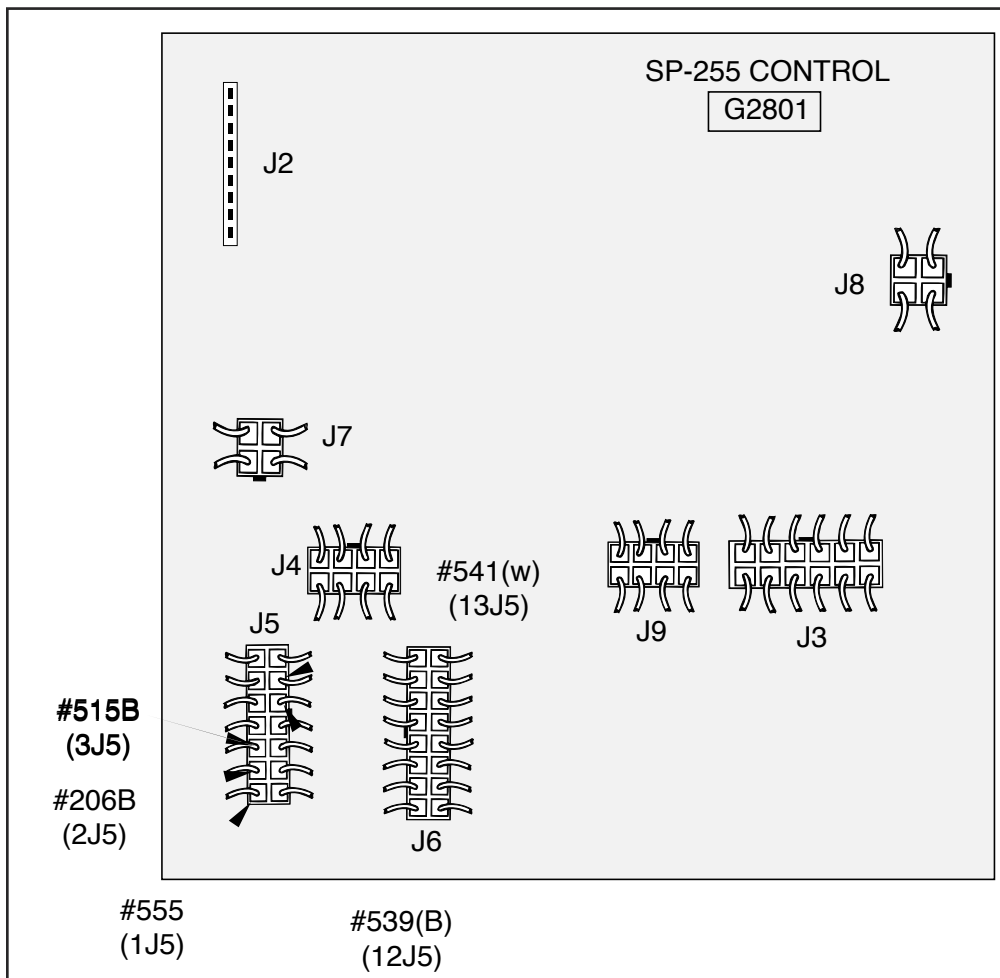 SP-255 CONTROL
G2801
J2
J8
J7
J4
#541(w)
(13J5)
J9
J3
J5
#515B
(3J5)
#206B
(2J5)
J6
#555
(1J5)
#539(B)
(12J5)